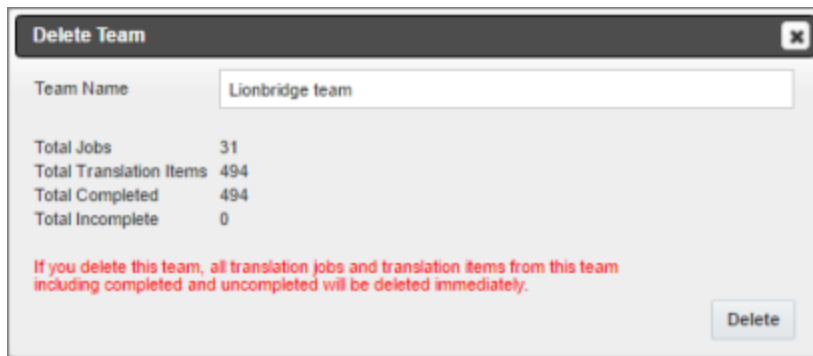 Delete Team
Team Name Lionbridge team
Total Jobs 31
Total Translation Items 494
Total Completed 494
Total Incomplete 0
If you delete this team, all translation jobs and translation items from this team
including completed and uncompleted will be deleted immediately.
Delete